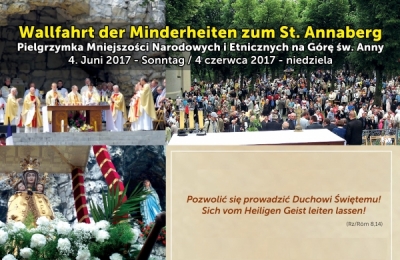 Wallfahrt der Minderheiten zum St. Annaberg
Pielgrzymka Mniejszości Narodowych i Etnicznych na Górę św. Anny
4. Juni 2017 - Sonntag / 4 czerwca 2017 - niedziela
Pozwolić się prowadzić Duchowi Świętemu!
Sich vom Heiligen Geist leiten lassen!
(Rz/Röm 8,14)